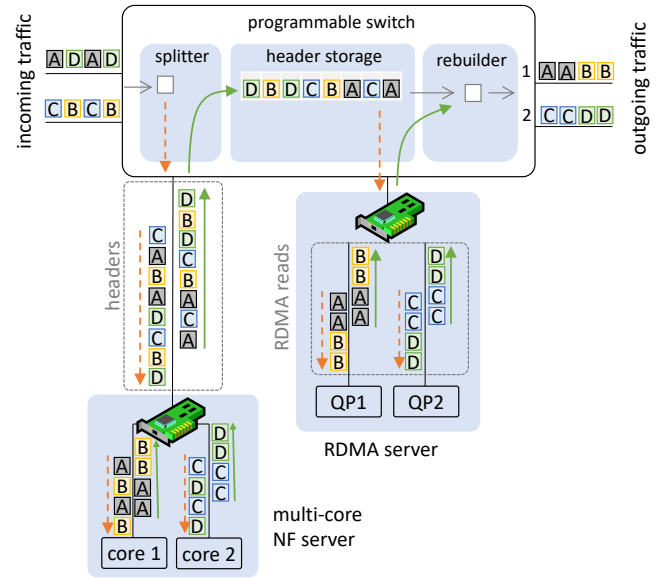 programmable switch
splitter
header storage
rebuilder
incoming traffic
outgoing traffic
A D A D
C B C B
D B D C B A C A
1
A A B B
2
C C D D
headers
C
A
B
A
D
C
B
D
D
B
D
C
B
A
C
A
RDMA reads
A
A
B
B
B
B
A
A
C
C
D
D
D
D
C
C
QP1
QP2
RDMA server
A
B
A
B
B
B
A
A
C
D
C
D
D
D
C
C
core 1
core 2
multi-core
NF server